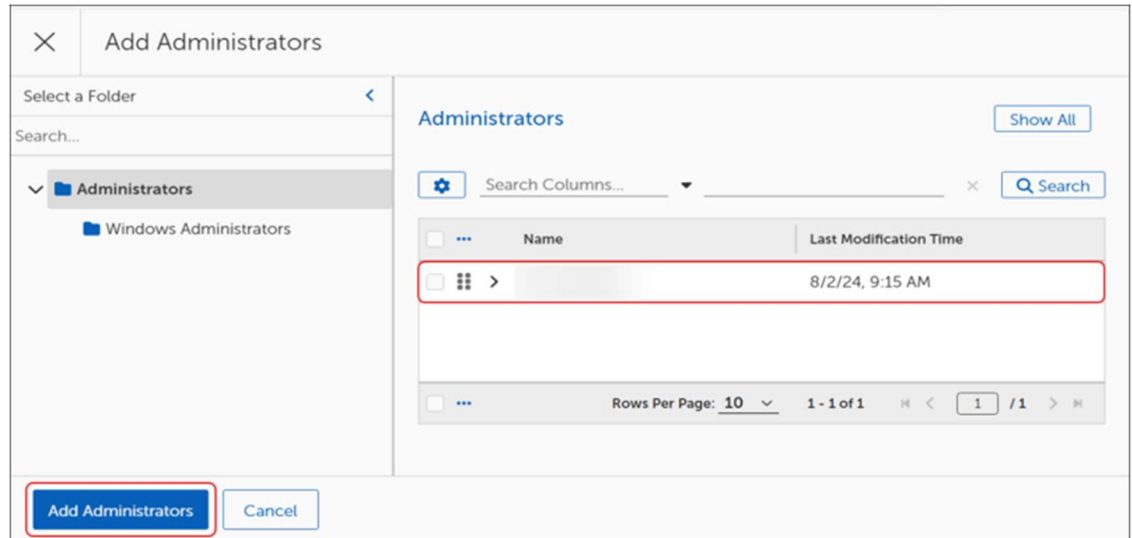 Add Administrators
Select a Folder
Search...
Administrators
Windows Administrators
Administrators
Show All
Search Columns...
Search
Name
Last Modification Time
8/2/24, 9:15 AM
Rows Per Page: 10
1 - 1 of 1
1 / 1
Add Administrators
Cancel